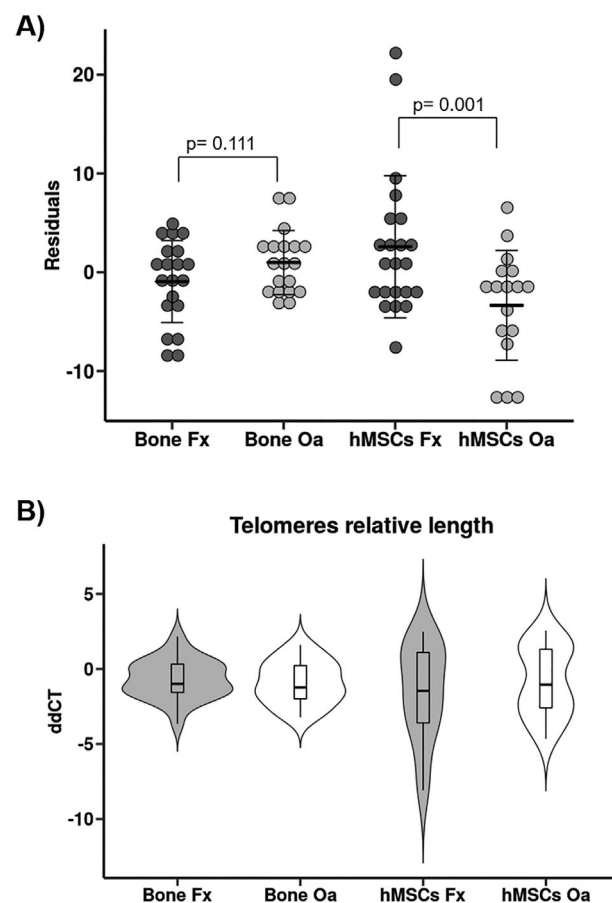 A)
20
10
0
-10
Residuals
p= 0.111
p= 0.001
Bone Fx Bone Oa hMSCs Fx hMSCs Oa
B)
Telomeres relative length
5
0
-5
-10
ddCT
Bone Fx Bone Oa hMSCs Fx hMSCs Oa